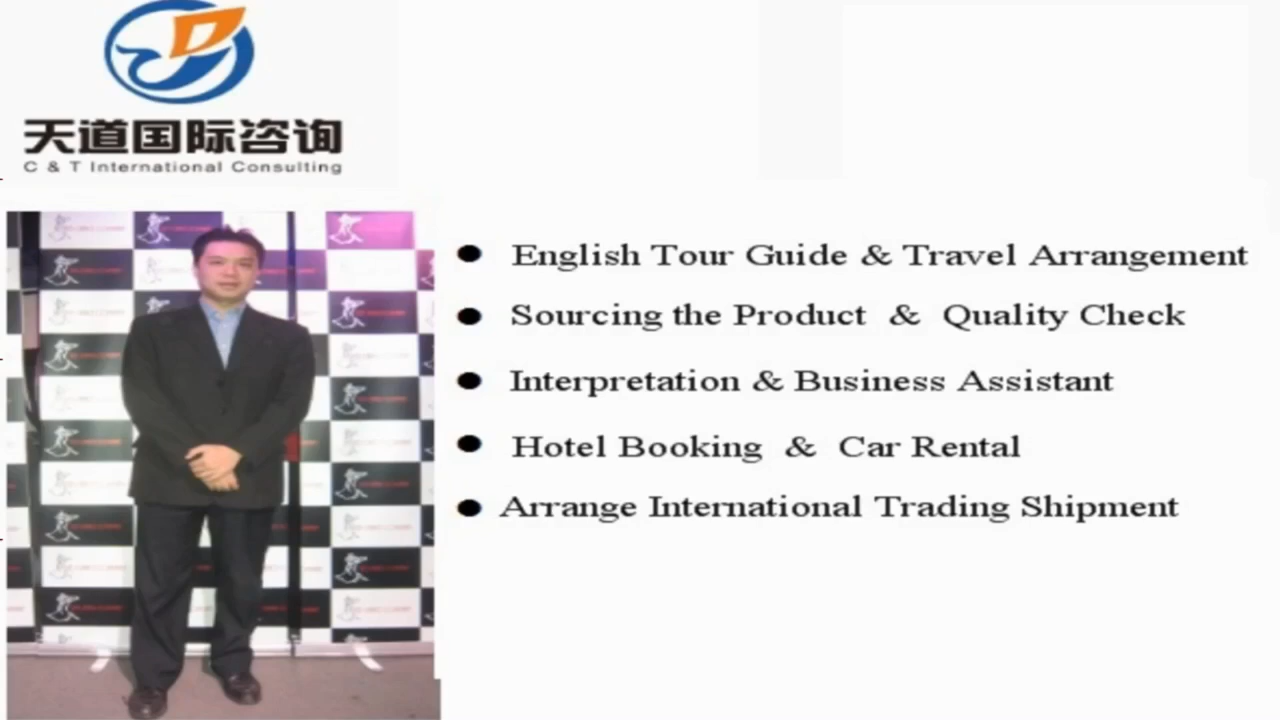 天道国际咨询
C & T International Consulting
● English Tour Guide & Travel Arrangement
● Sourcing the Product & Quality Check
● Interpretation & Business Assistant
● Hotel Booking & Car Rental
● Arrange International Trading Shipment